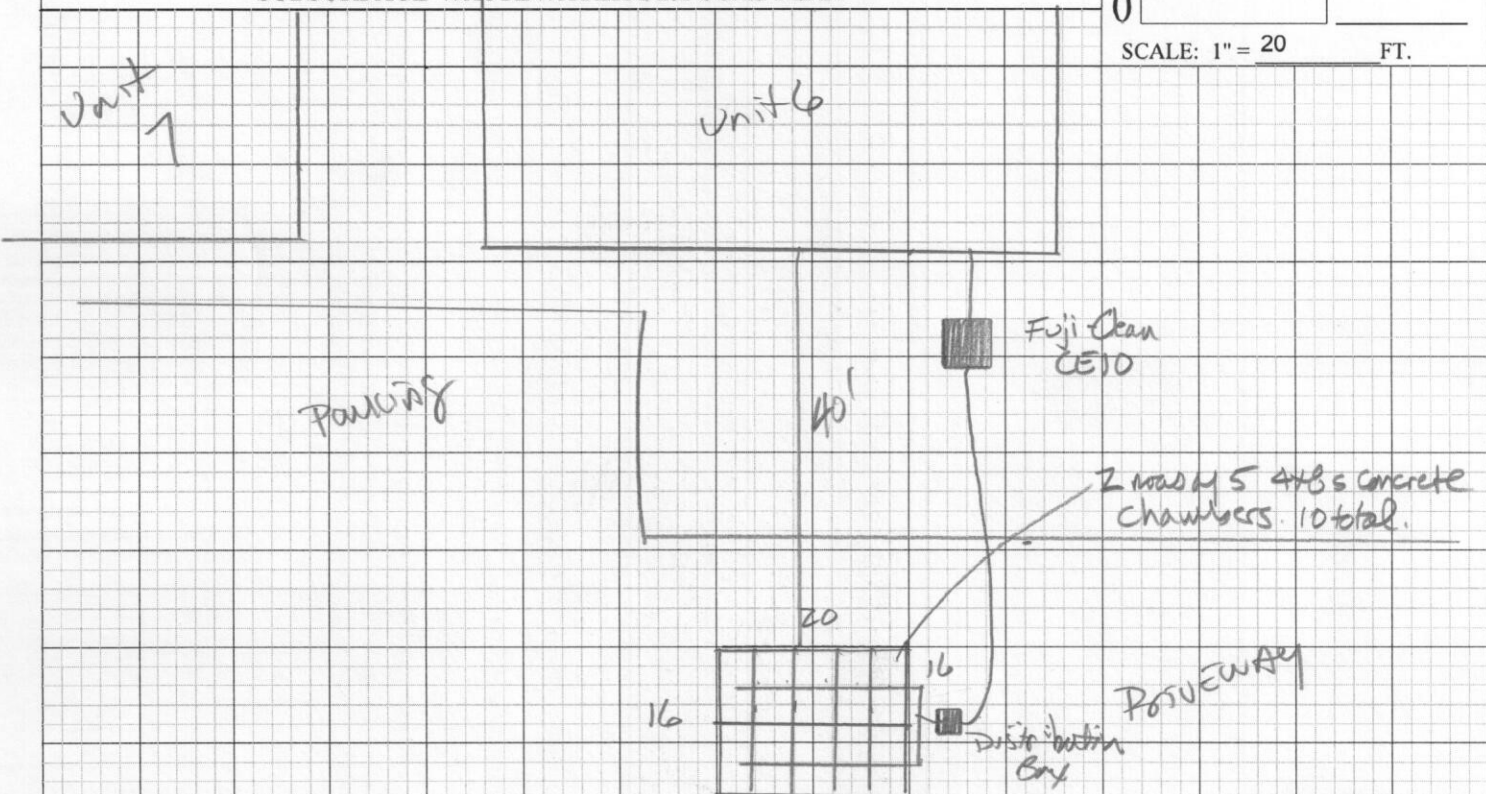 0
SCALE: 1" = 20 FT.
Unit
7
Unit 6
Fuji Clean
CE10
Parking
40'
2 rows of 5 4x8s concrete
chambers. 10 total.
20
16
16
DRIVEWAY
Distribution
Box